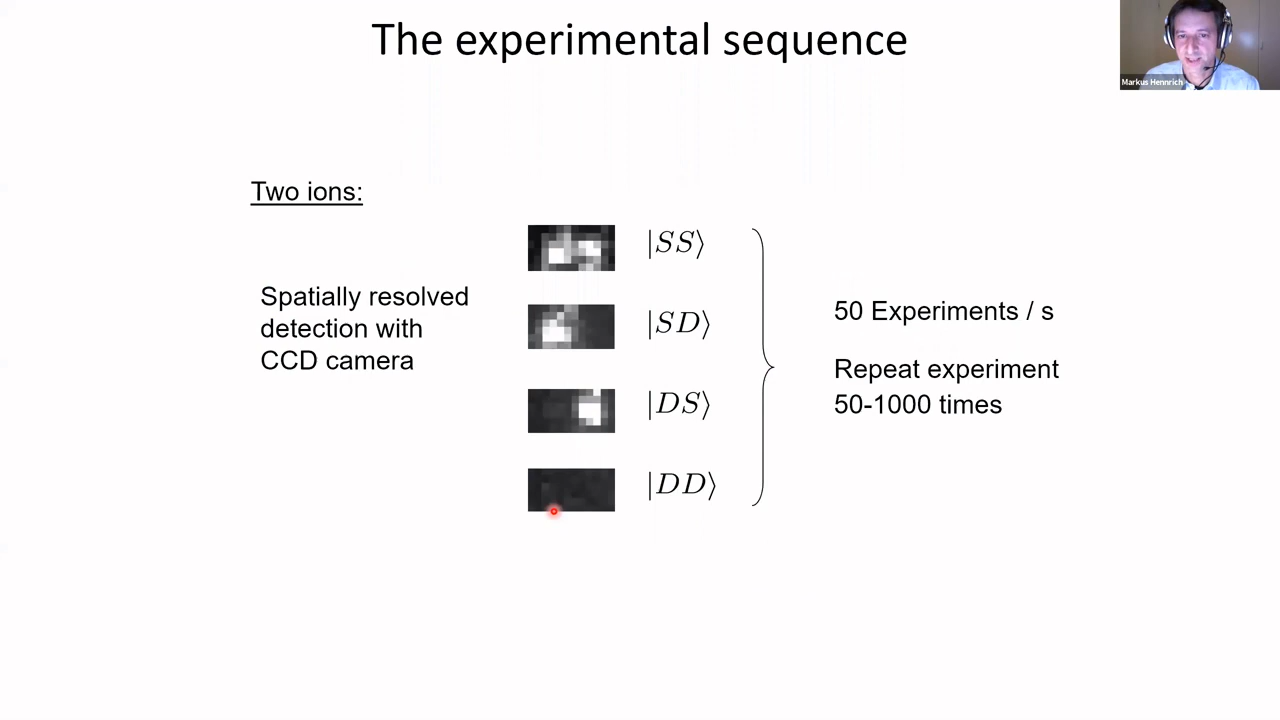 The experimental sequence
Markus Hennrich
Two ions:
|SS⟩
Spatially resolved
detection with
CCD camera
|SD⟩
|DS⟩
|DD⟩
50 Experiments / s
Repeat experiment
50-1000 times